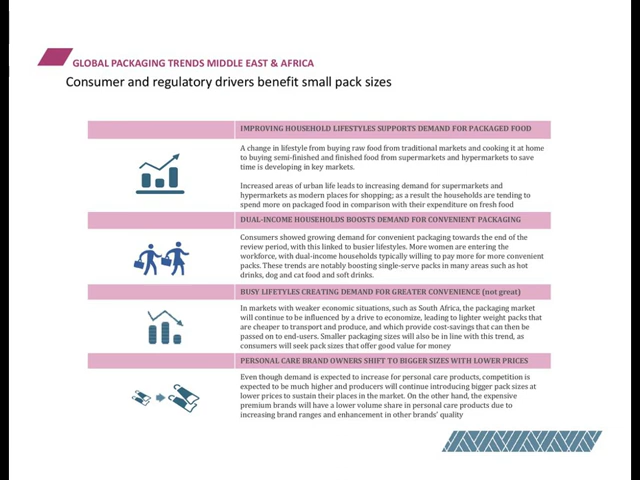 GLOBAL PACKAGING TRENDS MIDDLE EAST & AFRICA
Consumer and regulatory drivers benefit small pack sizes
IMPROVING HOUSEHOLD LIFESTYLES SUPPORTS DEMAND FOR PACKAGED FOOD
A change in lifestyle from buying raw food from traditional markets and cooking it at home
to buying semi-finished and finished food from supermarkets and hypermarkets to save
time is developing in key markets.
Increased areas of urban life leads to increasing demand for supermarkets and
hypermarkets as modern places for shopping; as a result the households are tending to
spend more on packaged food in comparison with their expenditure on fresh food
DUAL-INCOME HOUSEHOLDS BOOSTS DEMAND FOR CONVENIENT PACKAGING
Consumers showed growing demand for convenient packaging towards the end of the
review period, with this linked to busier lifestyles. More women are entering the
workforce, with dual-income households typically willing to pay more for more convenient
packs. These trends are notably boosting single-serve packs in many areas such as hot
drinks, dog and cat food and soft drinks.
BUSY LIFETYLES CREATING DEMAND FOR GREATER CONVENIENCE (not great)
In markets with weaker economic situations, such as South Africa, the packaging market
will continue to be influenced by a drive to economize, leading to lighter weight packs that
are cheaper to transport and produce, and which provide cost-savings that can then be
passed on to end-users. Smaller packaging sizes will also be in line with this trend, as
consumers will seek pack sizes that offer good value for money
PERSONAL CARE BRAND OWNERS SHIFT TO BIGGER SIZES WITH LOWER PRICES
Even though demand is expected to increase for personal care products, competition is
expected to be much higher and producers will continue introducing bigger pack sizes at
lower prices to sustain their places in the market. On the other hand, the expensive
premium brands will have a lower volume share in personal care products due to
increasing brand ranges and enhancement in other brands' quality